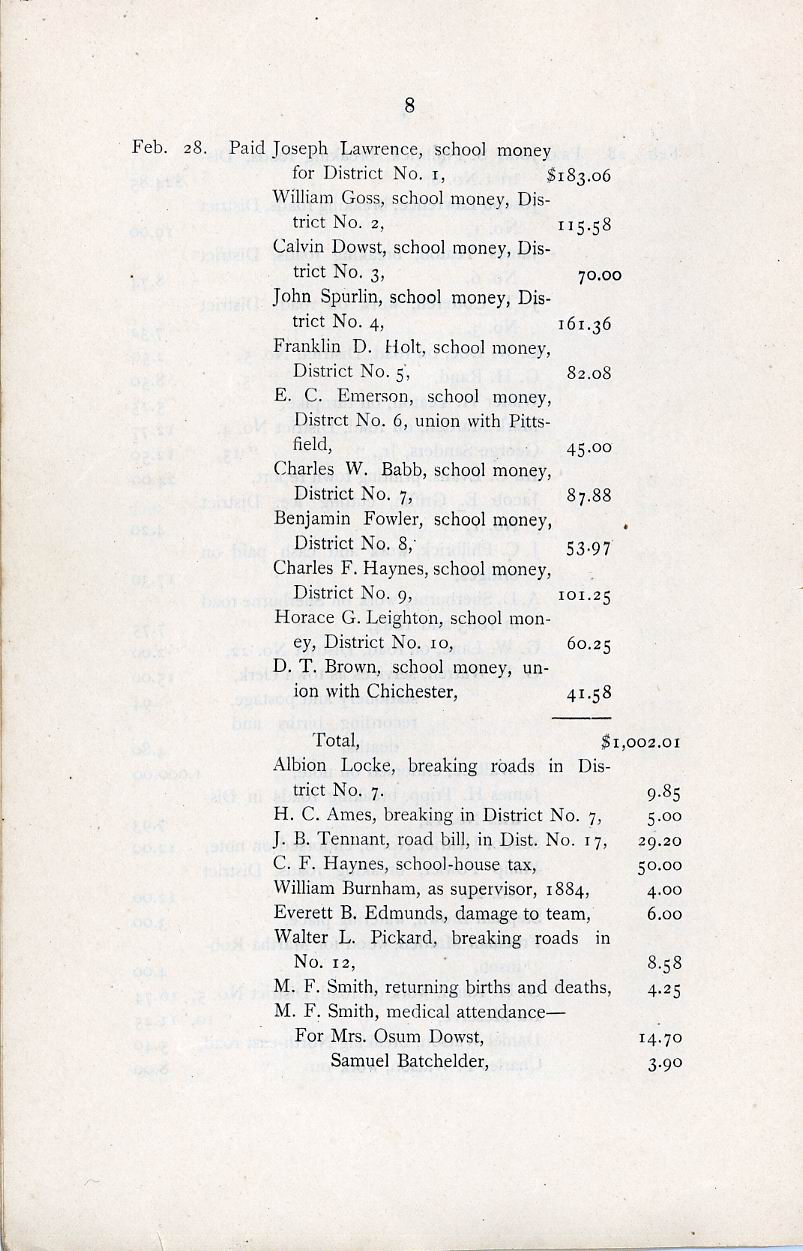 8
Feb. 28. Paid Joseph Lawrence, school money
for District No. 1, $183.06
William Goss, school money, Dis-
trict No. 2, 115.58
Calvin Dowst, school money, Dis-
trict No. 3, 70.00
John Spurlin, school money, Dis-
trict No. 4, 161.36
Franklin D. Holt, school money,
District No. 5, 82.08
E. C. Emerson, school money,
Distrct No. 6, union with Pitts-
field, 45.00
Charles W. Babb, school money,
District No. 7, 87.88
Benjamin Fowler, school money,
District No. 8, 53.97
Charles F. Haynes, school money,
District No. 9, 101.25
Horace G. Leighton, school mon-
ey, District No. 10, 60.25
D. T. Brown, school money, un-
ion with Chichester, 41.58
Total, $1,002.01
Albion Locke, breaking roads in Dis-
trict No. 7. 9.85
H. C. Ames, breaking in District No. 7, 5.00
J. B. Tennant, road bill, in Dist. No. 17, 29.20
C. F. Haynes, school-house tax, 50.00
William Burnham, as supervisor, 1884, 4.00
Everett B. Edmunds, damage to team, 6.00
Walter L. Pickard, breaking roads in
No. 12, 8.58
M. F. Smith, returning births and deaths, 4.25
M. F. Smith, medical attendance—
For Mrs. Osum Dowst, 14.70
Samuel Batchelder, 3.90